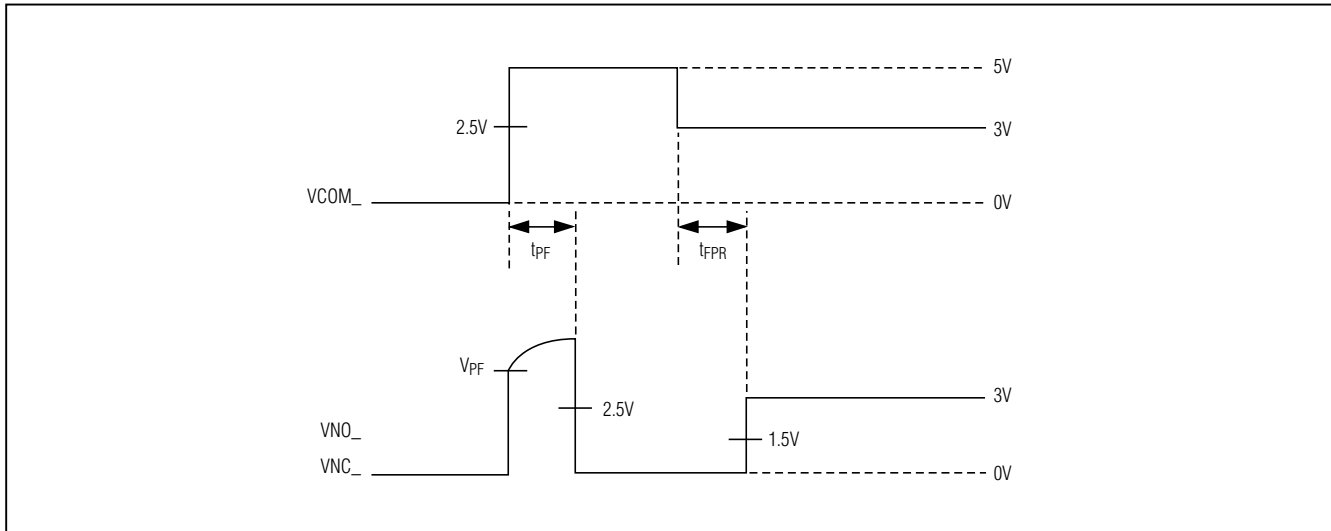 5V
2.5V
3V
VCOM_
0V
tPF
tFPR
VPF
2.5V
3V
VNO_
1.5V
VNC_
0V